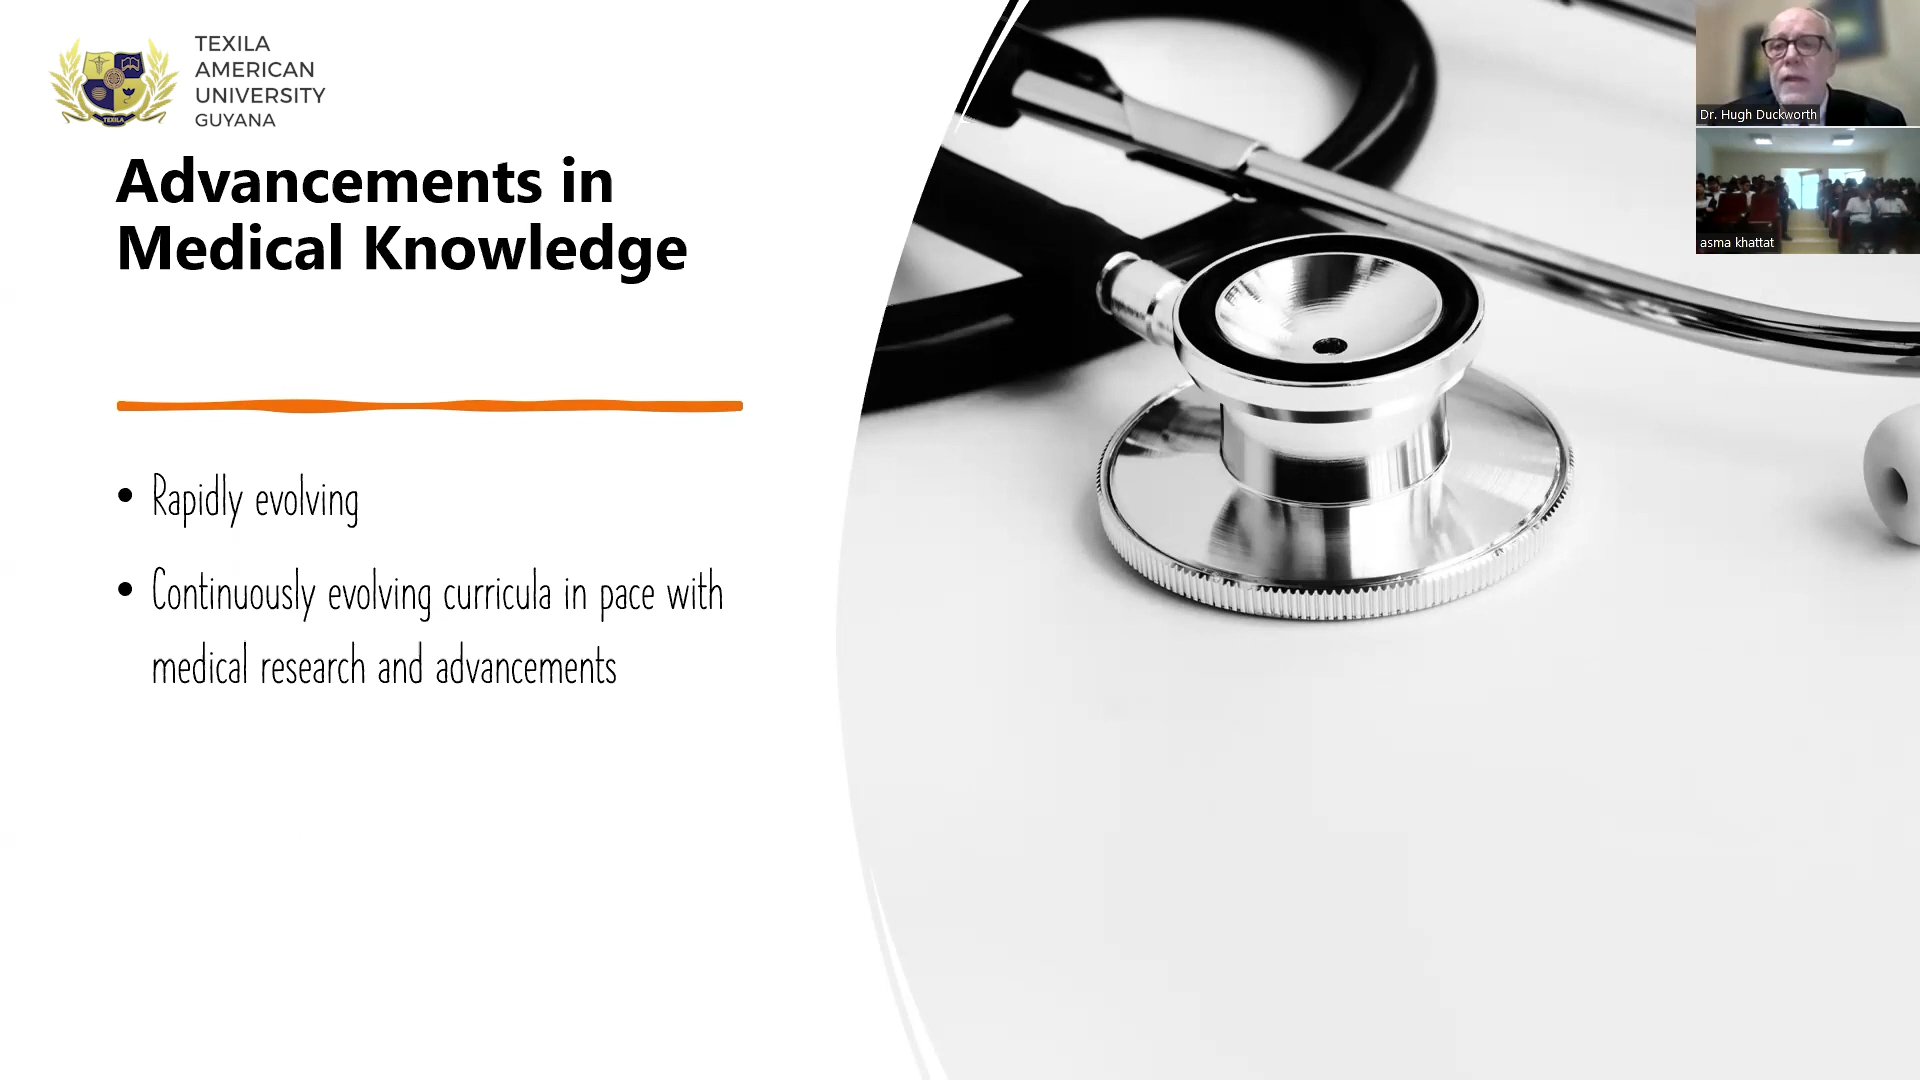 TEXILA
AMERICAN
UNIVERSITY
GUYANA
TEXILA
Advancements in
Medical Knowledge
• Rapidly evolving
• Continuously evolving curricula in pace with
medical research and advancements
Dr. Hugh Duckworth
asma khattat